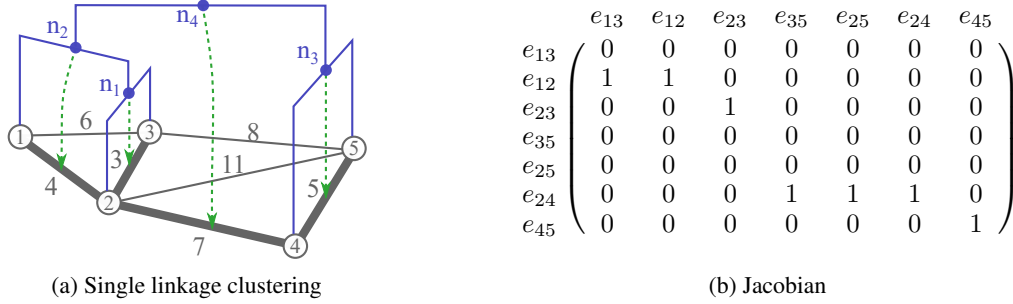 n₄
n₂
n₃
n₁
6
8
1
3
5
3
11
5
4
2
7
4
(a) Single linkage clustering
e₁₃ e₁₂ e₂₃ e₃₅ e₂₅ e₂₄ e₄₅
e₁₃ 0 0 0 0 0 0 0
e₁₂ 1 1 0 0 0 0 0
e₂₃ 0 0 1 0 0 0 0
e₃₅ 0 0 0 0 0 0 0
e₂₅ 0 0 0 0 0 0 0
e₂₄ 0 0 0 1 1 1 0
e₄₅ 0 0 0 0 0 0 1
(b) Jacobian